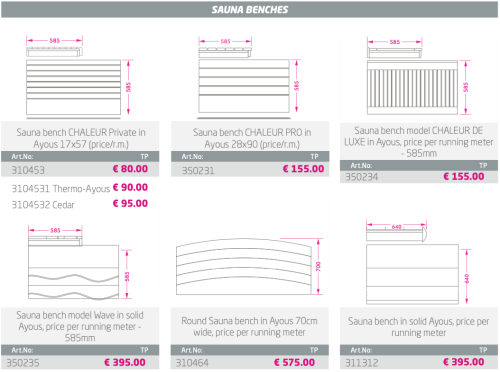 SAUNA BENCHES
585
585
Sauna bench CHALEUR Private in
Ayous 17x57 (price/r.m.)
Art.No: TP
310453 € 80.00
3104531 Thermo-Ayous € 90.00
3104532 Cedar € 95.00
585
585
Sauna bench CHALEUR PRO in
Ayous 28x90 (price/r.m.)
Art.No: TP
350231 € 155.00
585
585
Sauna bench model CHALEUR DE
LUXE in Ayous, price per running meter
- 585mm
Art.No: TP
350234 € 155.00
585
585
Sauna bench model Wave in solid
Ayous, price per running meter -
585mm
Art.No: TP
350235 € 395.00
700
Round Sauna bench in Ayous 70cm
wide, price per running meter
Art.No: TP
310464 € 575.00
640
640
Sauna bench in solid Ayous, price per
running meter
Art.No: TP
311312 € 395.00